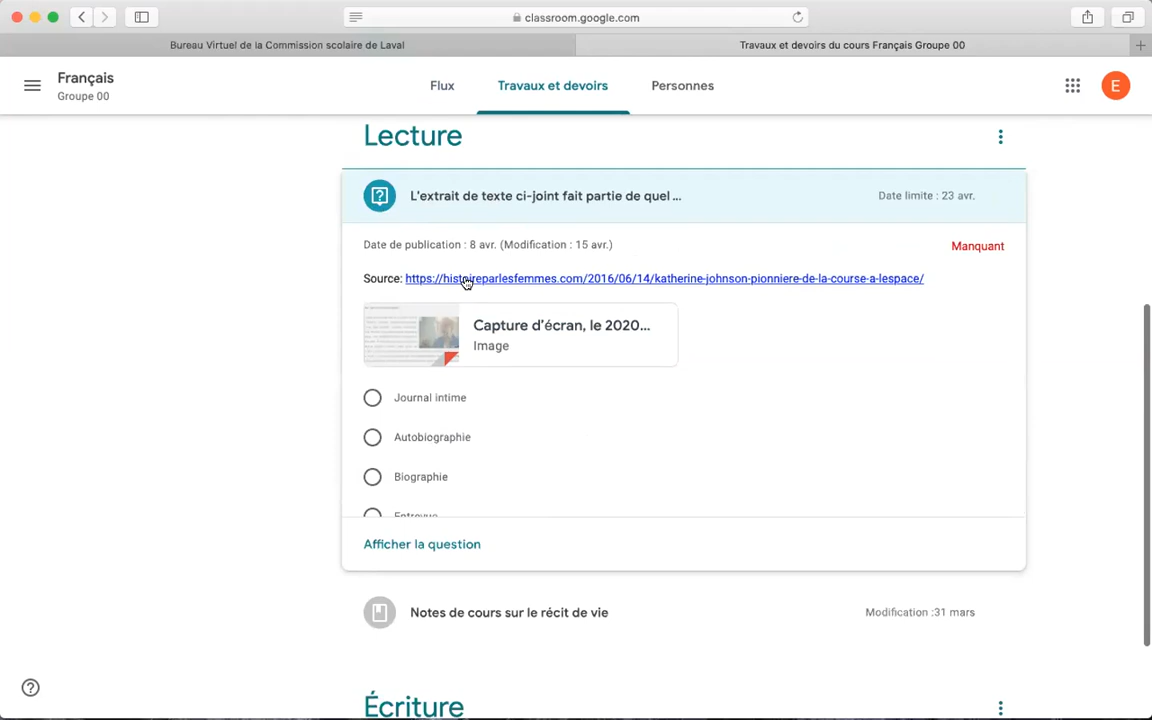 classroom.google.com
Bureau Virtuel de la Commission scolaire de Laval
Travaux et devoirs du cours Français Groupe 00
Français
Groupe 00
Flux
Travaux et devoirs
Personnes
E
Lecture
L'extrait de texte ci-joint fait partie de quel ...
Date limite : 23 avr.
Date de publication : 8 avr. (Modification : 15 avr.)
Manquant
Source: https://histoireparlesfemmes.com/2016/06/14/katherine-johnson-pionniere-de-la-course-a-lespace/
Capture d'écran, le 2020...
Image
Journal intime
Autobiographie
Biographie
Entrevue
Afficher la question
Notes de cours sur le récit de vie
Modification :31 mars
Écriture